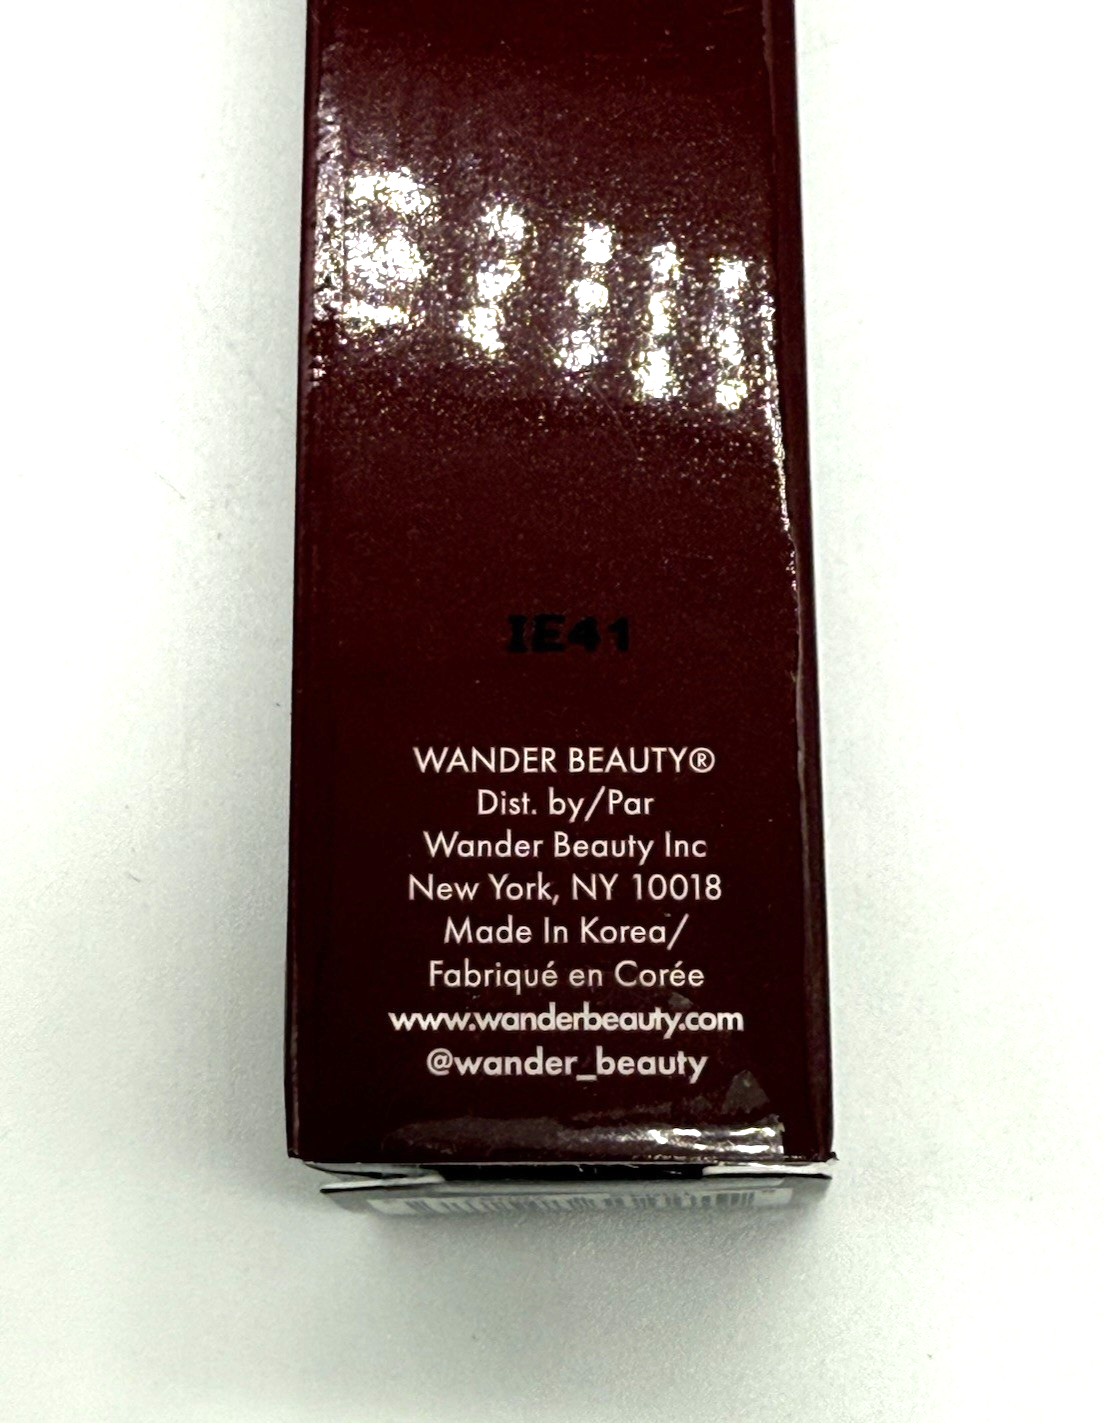 IE41
WANDER BEAUTY®
Dist. by/Par
Wander Beauty Inc
New York, NY 10018
Made In Korea/
Fabriqué en Corée
www.wanderbeauty.com
@wander_beauty